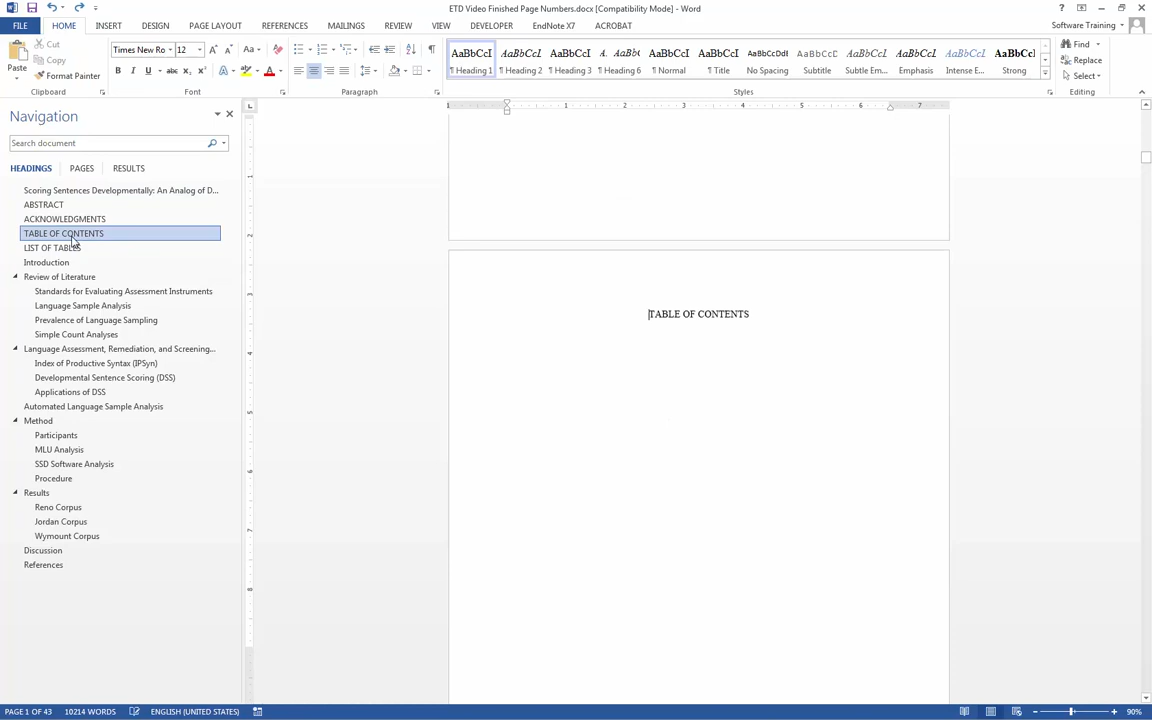 ETD Video Finished Page Numbers.docx [Compatibility Mode] - Word
FILE HOME INSERT DESIGN PAGE LAYOUT REFERENCES MAILINGS REVIEW VIEW DEVELOPER EndNote X7 ACROBAT Software Training
Paste
Cut
Copy
Format Painter
Clipboard
Times New Ro 12
Font
Paragraph
AaBbCcI AaBbCcL AaBbCcI A. AaBbC AaBbCcI AaBbCcI AaBbCcDdI AaBbCcC AaBbCcL AaBbCcL AaBbCcL AaBbCc
¶ Heading 1 ¶ Heading 2 ¶ Heading 3 ¶ Heading 6 ¶ Normal ¶ Title No Spacing Subtitle Subtle Em... Emphasis Intense E... Strong
Styles
Find
Replace
Select
Editing
Navigation
Search document
HEADINGS PAGES RESULTS
Scoring Sentences Developmentally: An Analog of D...
ABSTRACT
ACKNOWLEDGMENTS
TABLE OF CONTENTS
LIST OF TABLES
Introduction
Review of Literature
Standards for Evaluating Assessment Instruments
Language Sample Analysis
Prevalence of Language Sampling
Simple Count Analyses
Language Assessment, Remediation, and Screening...
Index of Productive Syntax (IPSyn)
Developmental Sentence Scoring (DSS)
Applications of DSS
Automated Language Sample Analysis
Method
Participants
MLU Analysis
SSD Software Analysis
Procedure
Results
Reno Corpus
Jordan Corpus
Wymount Corpus
Discussion
References
TABLE OF CONTENTS
PAGE 1 OF 43 10214 WORDS ENGLISH (UNITED STATES) 90%